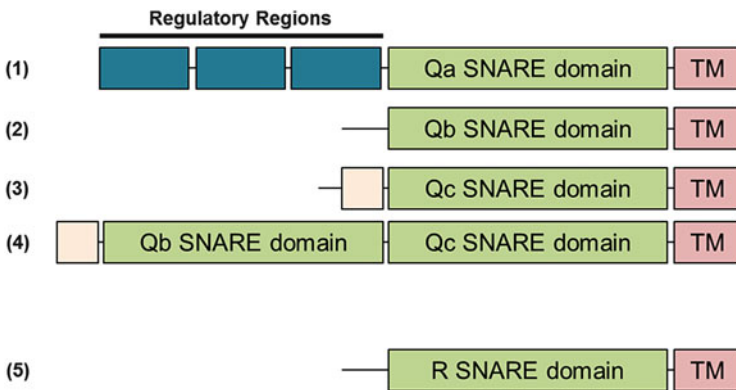 Regulatory Regions
(1) Qa SNARE domain TM
(2) Qb SNARE domain TM
(3) Qc SNARE domain TM
(4) Qb SNARE domain Qc SNARE domain TM
(5) R SNARE domain TM